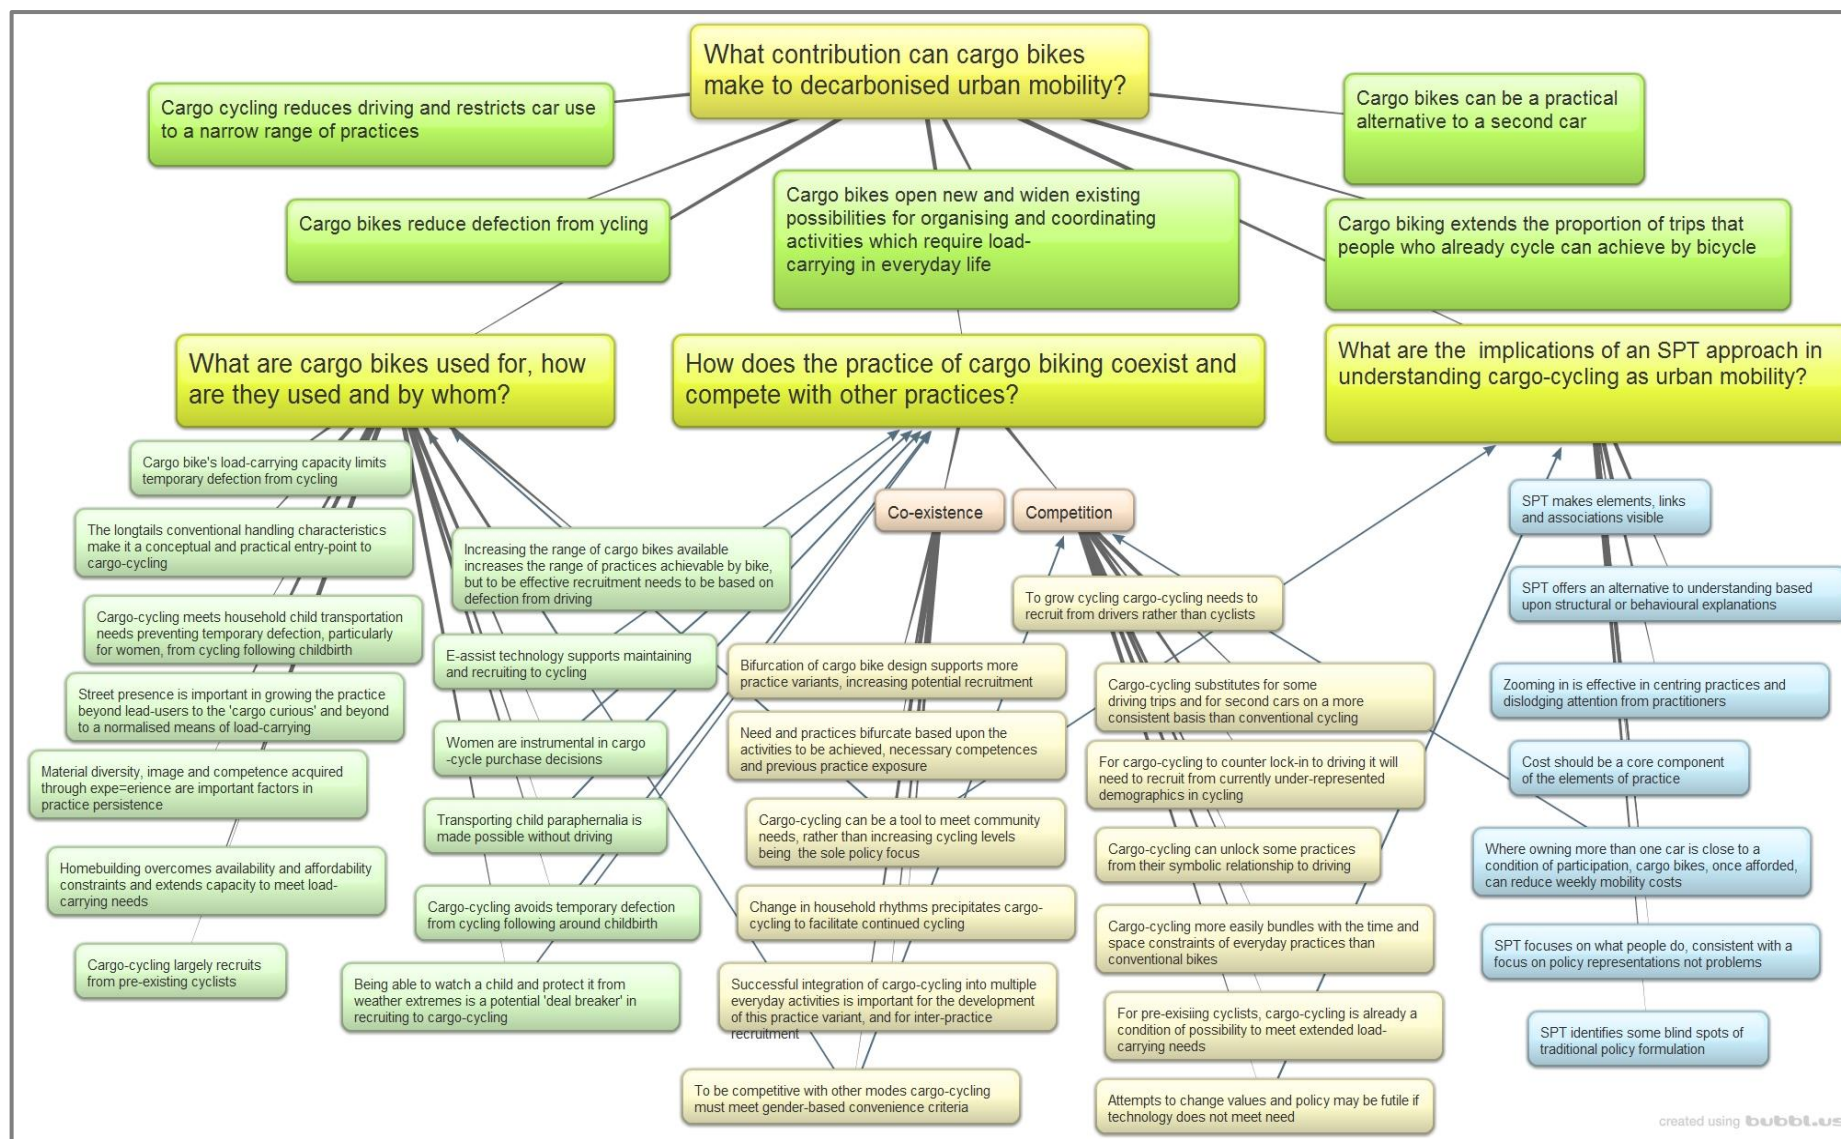 What contribution can cargo bikes
make to decarbonised urban mobility?
Cargo cycling reduces driving and restricts car use
to a narrow range of practices
Cargo bikes can be a practical
alternative to a second car
Cargo bikes reduce defection from ycling
Cargo bikes open new and widen existing
possibilities for organising and coordinating
activities which require load-
carrying in everyday life
Cargo biking extends the proportion of trips that
people who already cycle can achieve by bicycle
What are cargo bikes used for, how
are they used and by whom?
How does the practice of cargo biking coexist and
compete with other practices?
What are the implications of an SPT approach in
understanding cargo-cycling as urban mobility?
Cargo bike's load-carrying capacity limits
temporary defection from cycling
The longtails conventional handling characteristics
make it a conceptual and practical entry-point to
cargo-cycling
Cargo-cycling meets household child transportation
needs preventing temporary defection, particularly
for women, from cycling following childbirth
Street presence is important in growing the practice
beyond lead-users to the 'cargo curious' and beyond
to a normalised means of load-carrying
Material diversity, image and competence acquired
through expe=erience are important factors in
practice persistence
Homebuilding overcomes availability and affordability
constraints and extends capacity to meet load-
carrying needs
Cargo-cycling largely recruits
from pre-existing cyclists
Increasing the range of cargo bikes available
increases the range of practices achievable by bike,
but to be effective recruitment needs to be based on
defection from driving
E-assist technology supports maintaining
and recruiting to cycling
Women are instrumental in cargo
-cycle purchase decisions
Transporting child paraphernalia is
made possible without driving
Cargo-cycling avoids temporary defection
from cycling following around childbirth
Being able to watch a child and protect it from
weather extremes is a potential 'deal breaker' in
recruiting to cargo-cycling
Co-existence
Competition
Bifurcation of cargo bike design supports more
practice variants, increasing potential recruitment
Need and practices bifurcate based upon the
activities to be achieved, necessary competences
and previous practice exposure
Cargo-cycling can be a tool to meet community
needs, rather than increasing cycling levels
being the sole policy focus
Change in household rhythms precipitates cargo-
cycling to facilitate continued cycling
Successful integration of cargo-cycling into multiple
everyday activities is important for the development
of this practice variant, and for inter-practice
recruitment
To be competitive with other modes cargo-cycling
must meet gender-based convenience criteria
To grow cycling cargo-cycling needs to
recruit from drivers rather than cyclists
Cargo-cycling substitutes for some
driving trips and for second cars on a more
consistent basis than conventional cycling
For cargo-cycling to counter lock-in to driving it will
need to recruit from currently under-represented
demographics in cycling
Cargo-cycling can unlock some practices
from their symbolic relationship to driving
Cargo-cycling more easily bundles with the time and
space constraints of everyday practices than
conventional bikes
For pre-exisiing cyclists, cargo-cycling is already a
condition of possibility to meet extended load-
carrying needs
Attempts to change values and policy may be futile if
technology does not meet need
SPT makes elements, links
and associations visible
SPT offers an alternative to understanding based
upon structural or behavioural explanations
Zooming in is effective in centring practices and
dislodging attention from practitioners
Cost should be a core component
of the elements of practice
Where owning more than one car is close to a
condition of participation, cargo bikes, once afforded,
can reduce weekly mobility costs
SPT focuses on what people do, consistent with a
focus on policy representations not problems
SPT identifies some blind spots of
traditional policy formulation
created using bubbl.us